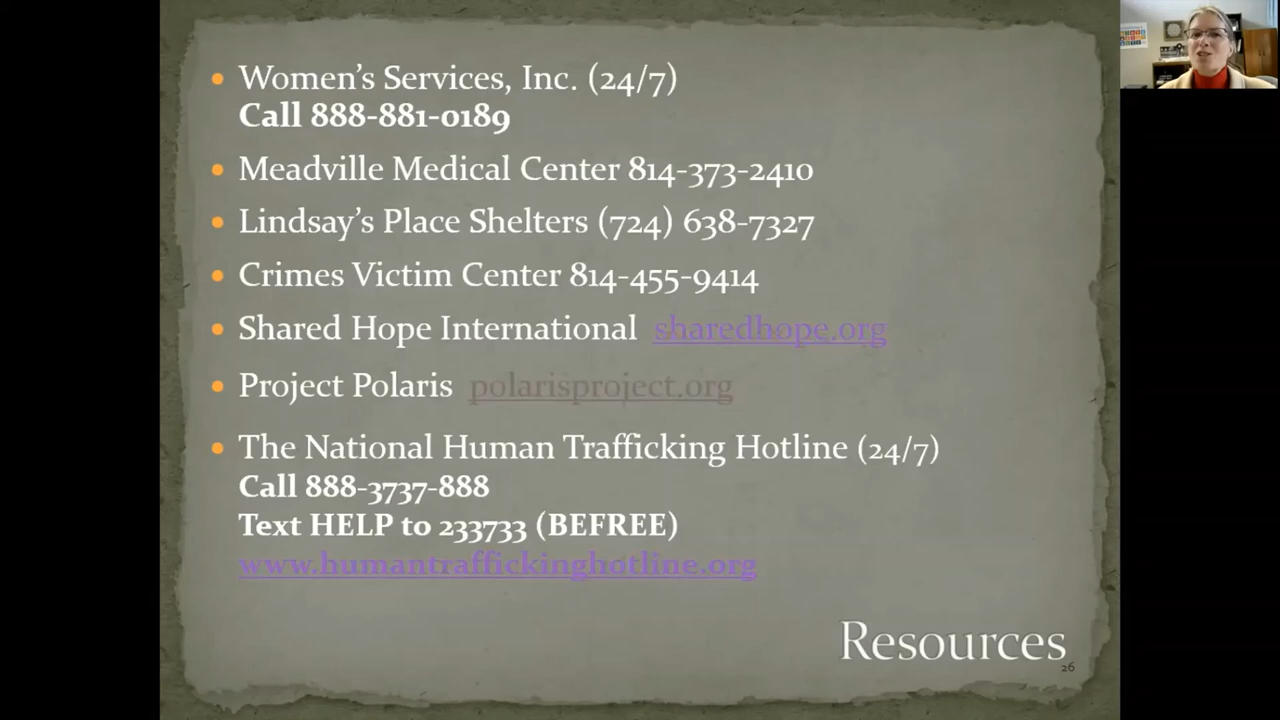 • Women's Services, Inc. (24/7)
Call 888-881-0189
• Meadville Medical Center 814-373-2410
• Lindsay's Place Shelters (724) 638-7327
• Crimes Victim Center 814-455-9414
• Shared Hope International sharedhope.org
• Project Polaris polarisproject.org
• The National Human Trafficking Hotline (24/7)
Call 888-3737-888
Text HELP to 233733 (BEFREE)
www.humantraffickinghotline.org
Resources
26